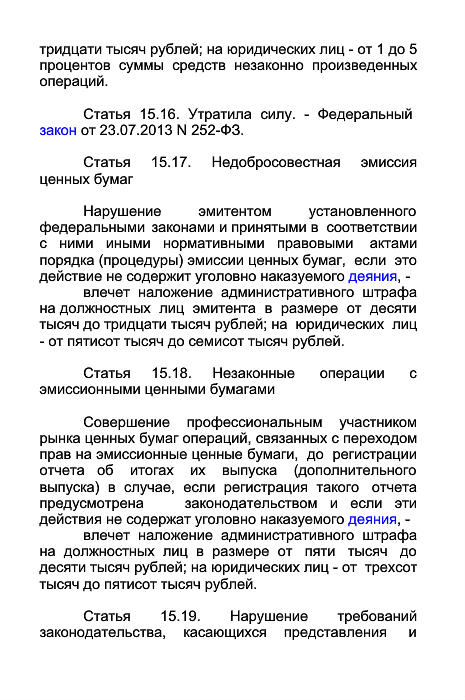 тридцати тысяч рублей; на юридических лиц - от 1 до 5
процентов суммы средств незаконно произведенных
операций.
Статья 15.16. Утратила силу. - Федеральный
закон от 23.07.2013 N 252-ФЗ.
Статья 15.17. Недобросовестная эмиссия
ценных бумаг
Нарушение эмитентом установленного
федеральными законами и принятыми в соответствии
с ними иными нормативными правовыми актами
порядка (процедуры) эмиссии ценных бумаг, если это
действие не содержит уголовно наказуемого деяния, -
влечет наложение административного штрафа
на должностных лиц эмитента в размере от десяти
тысяч до тридцати тысяч рублей; на юридических лиц
- от пятисот тысяч до семисот тысяч рублей.
Статья 15.18. Незаконные операции с
эмиссионными ценными бумагами
Совершение профессиональным участником
рынка ценных бумаг операций, связанных с переходом
прав на эмиссионные ценные бумаги, до регистрации
отчета об итогах их выпуска (дополнительного
выпуска) в случае, если регистрация такого отчета
предусмотрена законодательством и если эти
действия не содержат уголовно наказуемого деяния, -
влечет наложение административного штрафа
на должностных лиц в размере от пяти тысяч до
десяти тысяч рублей; на юридических лиц - от трехсот
тысяч до пятисот тысяч рублей.
Статья 15.19. Нарушение требований
законодательства, касающихся представления и